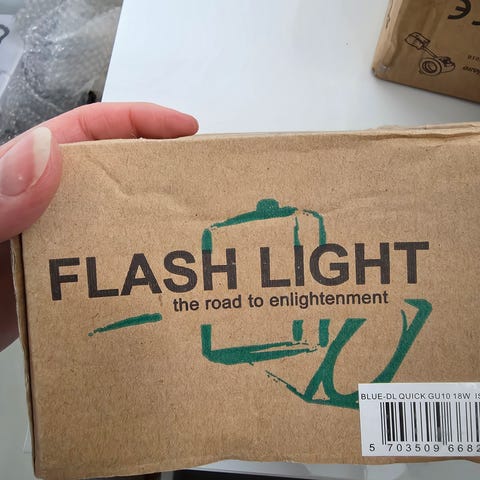 FLASH LIGHT
the road to enlightenment
BLUE-DL QUICK GU10 18W
5 703509 6682